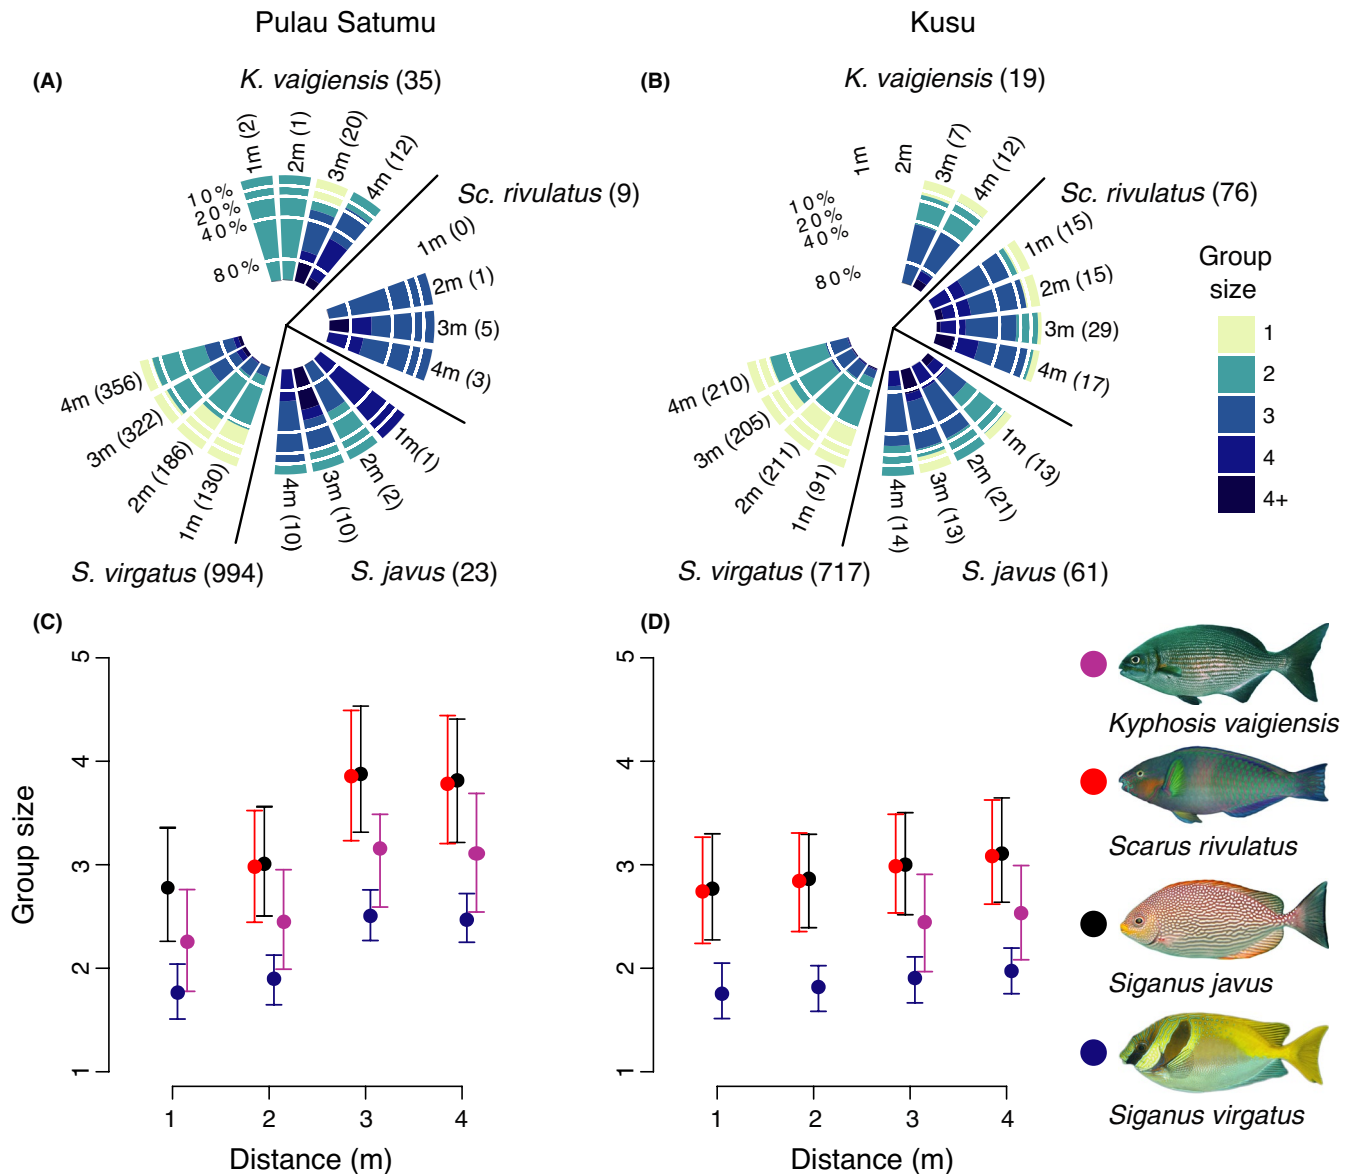 Pulau Satumu
Kusu
(A)
K. vaigiensis (35)
1m (2)
2m (1)
3m (20)
4m (12)
10%
20%
40%
80%
Sc. rivulatus (9)
1m (0)
2m (1)
3m (5)
4m (3)
1m(1)
2m (2)
3m (10)
4m (10)
S. javus (23)
1m (130)
2m (186)
3m (322)
4m (356)
S. virgatus (994)
(B)
K. vaigiensis (19)
1m
2m
3m (7)
4m (12)
10%
20%
40%
80%
Sc. rivulatus (76)
1m (15)
2m (15)
3m (29)
4m (17)
1m (13)
2m (21)
3m (13)
4m (14)
S. javus (61)
1m (91)
2m (211)
3m (205)
4m (210)
S. virgatus (717)
Group
size
1
2
3
4
4+
(C)
Group size
5
4
3
2
1
1 2 3 4
Distance (m)
(D)
5
4
3
2
1
1 2 3 4
Distance (m)
Kyphosis vaigiensis
Scarus rivulatus
Siganus javus
Siganus virgatus